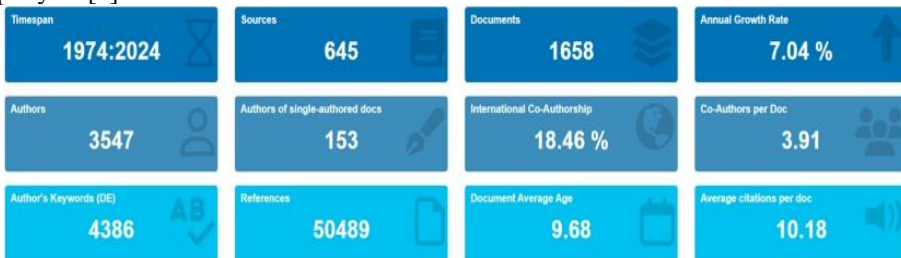 Timespan
1974:2024
Sources
645
Documents
1658
Annual Growth Rate
7.04 %
Authors
3547
Authors of single-authored docs
153
International Co-Authorship
18.46 %
Co-Authors per Doc
3.91
Author's Keywords (DE)
4386
AB
References
50489
Document Average Age
9.68
Average citations per doc
10.18